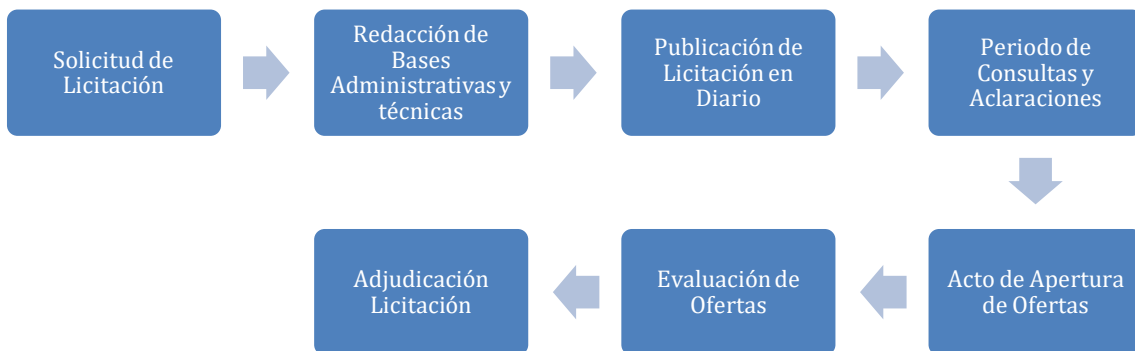 Solicitud de
Licitación
Redacción de
Bases
Administrativas y
técnicas
Publicación de
Licitación en
Diario
Periodo de
Consultas y
Aclaraciones
Acto de Apertura
de Ofertas
Evaluación de
Ofertas
Adjudicación
Licitación